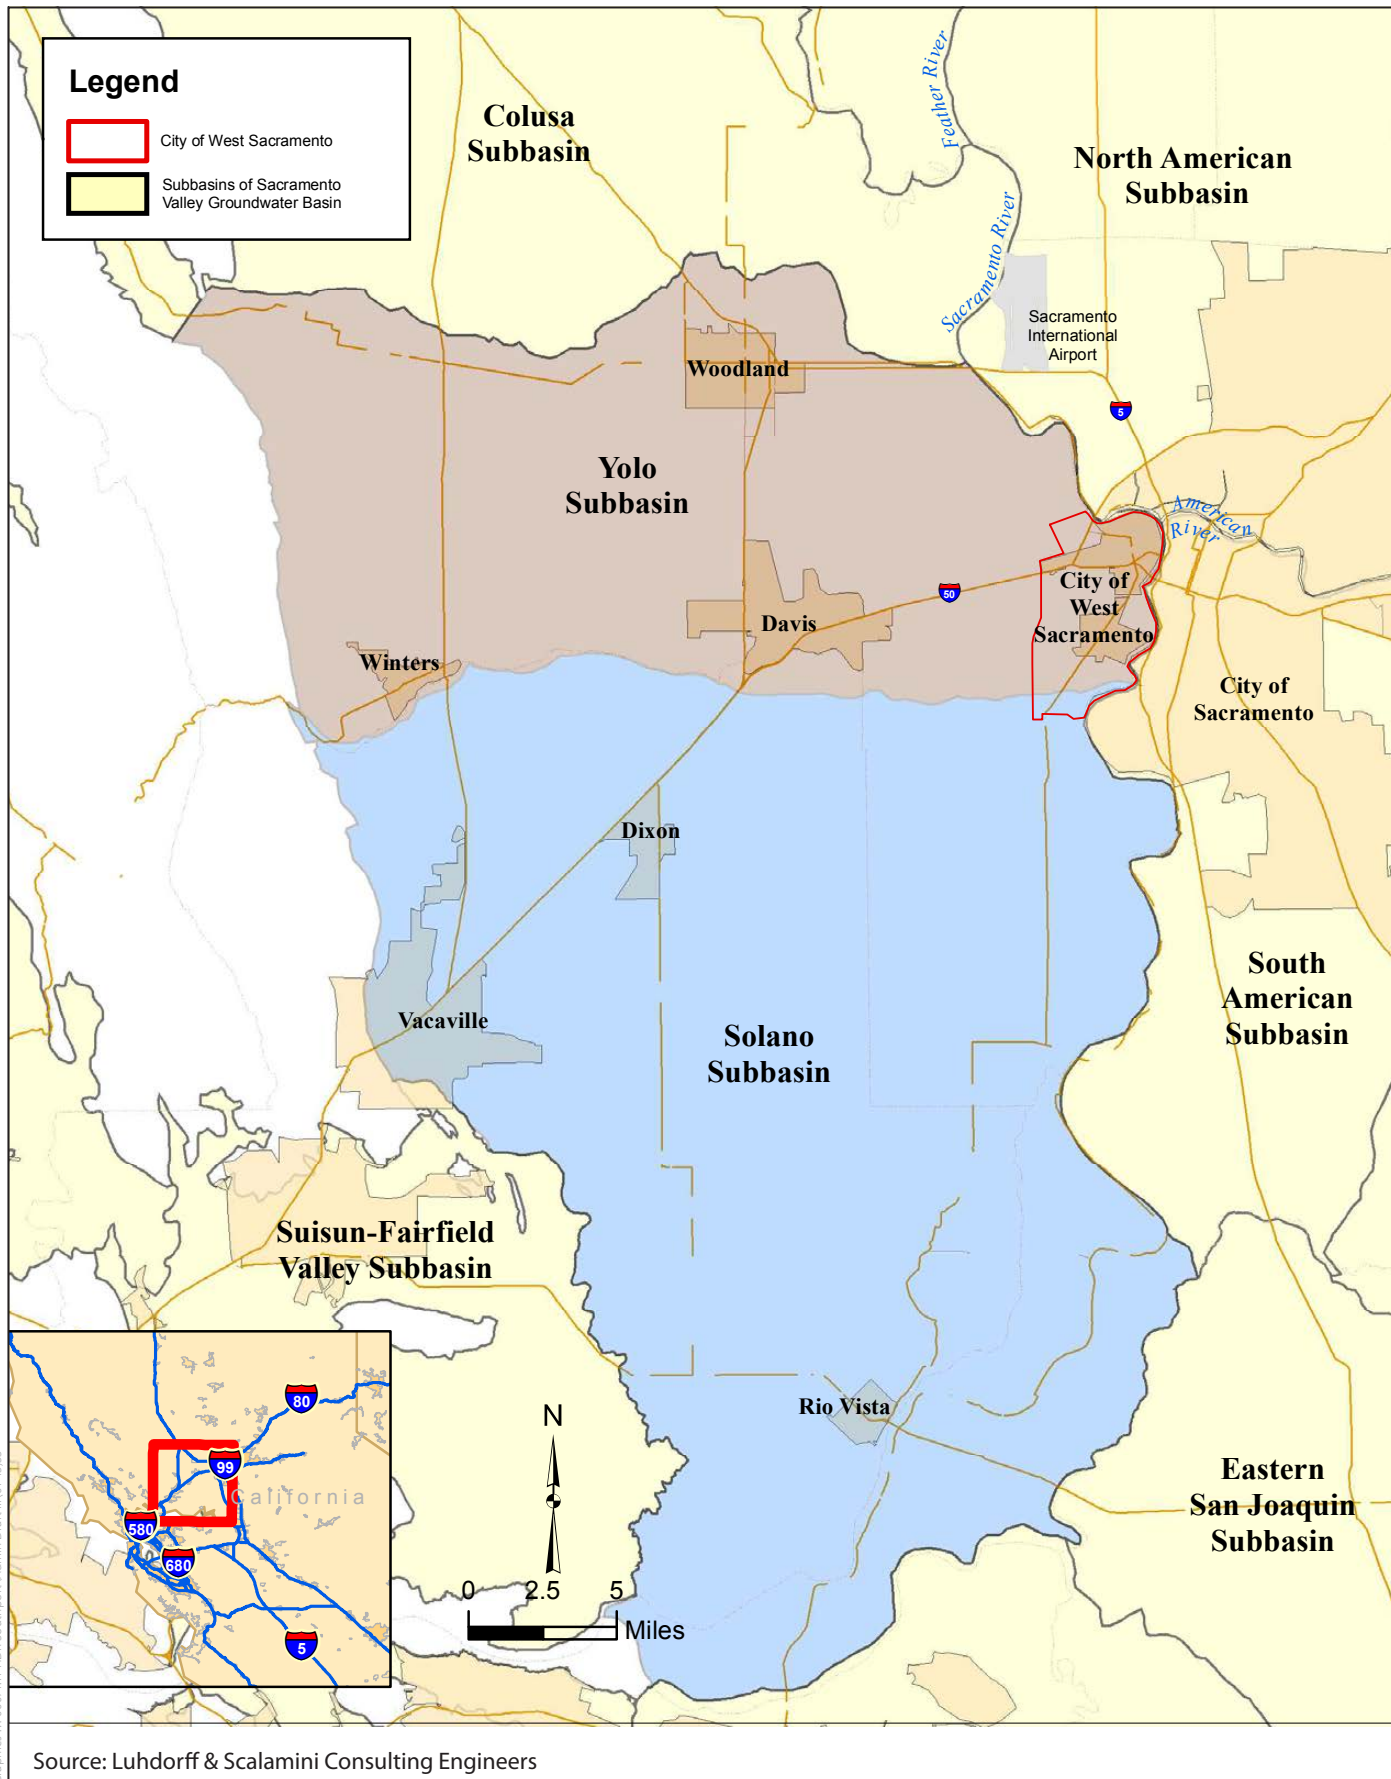 Legend
City of West Sacramento
Subbasins of Sacramento
Valley Groundwater Basin
Colusa
Subbasin
Feather River
North American
Subbasin
Sacramento River
Sacramento
International
Airport
Woodland
5
Yolo
Subbasin
American
River
50
City of
West
Sacramento
Davis
Winters
City of
Sacramento
Dixon
South
American
Subbasin
Vacaville
Solano
Subbasin
Suisun-Fairfield
Valley Subbasin
Rio Vista
80
99
California
580
680
5
N
0 2.5 5
Miles
Eastern
San Joaquin
Subbasin
Source: Luhdorff & Scalamini Consulting Engineers